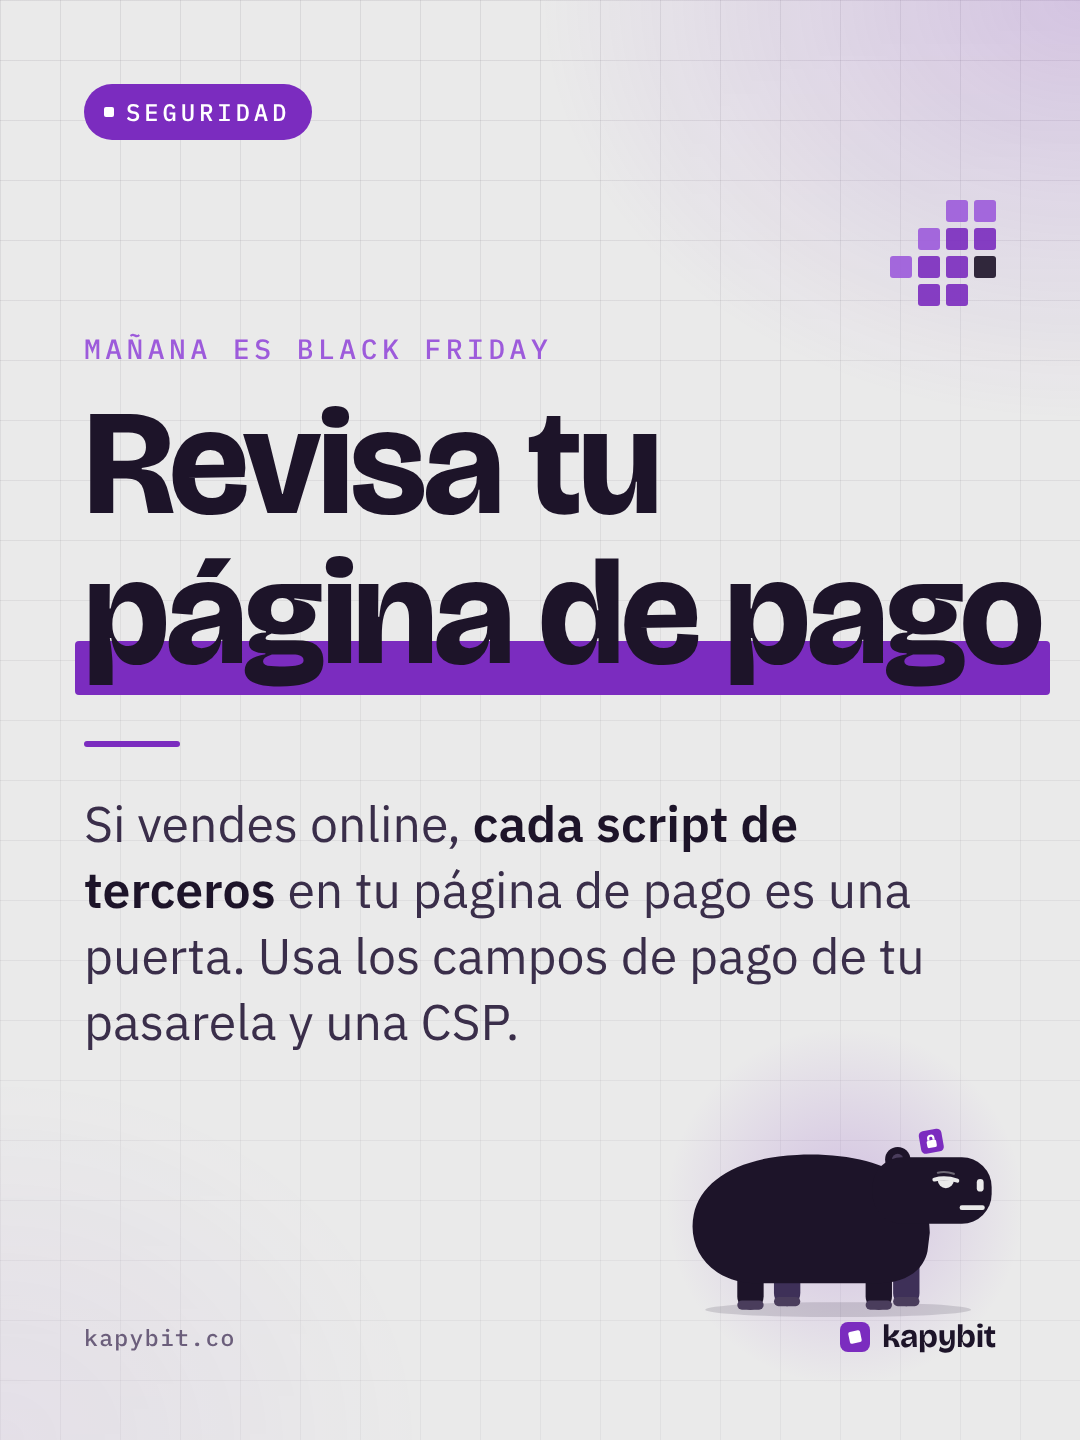 SEGURIDAD
MAÑANA ES BLACK FRIDAY
Revisa tu
página de pago
Si vendes online, cada script de
terceros en tu página de pago es una
puerta. Usa los campos de pago de tu
pasarela y una CSP.
kapybit.co
kapybit